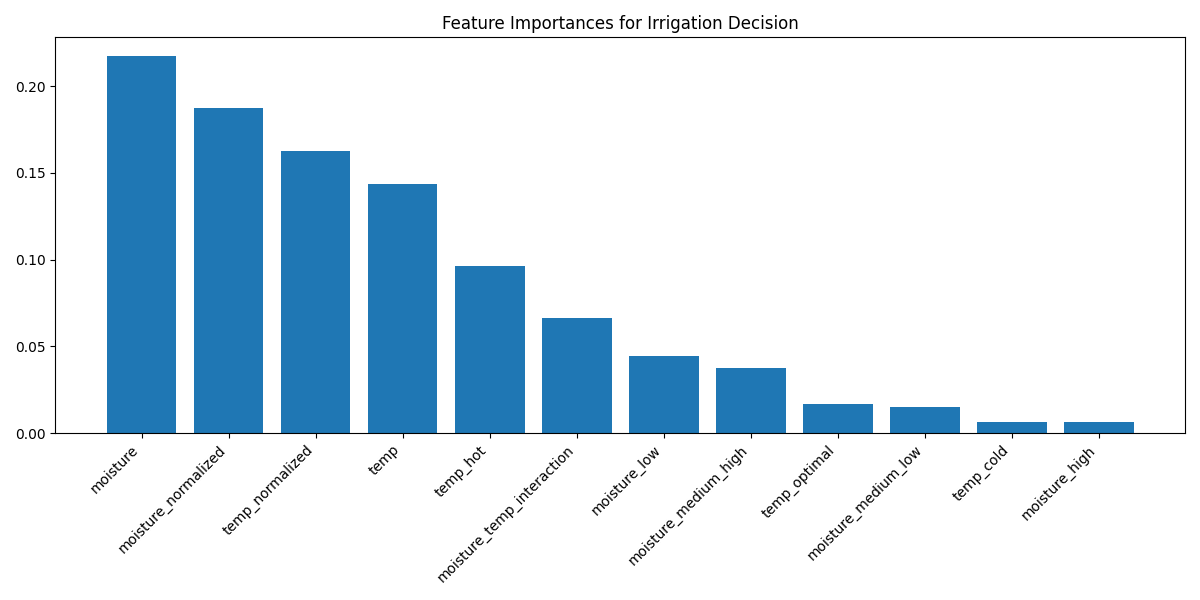 Feature Importances for Irrigation Decision
0.20
0.15
0.10
0.05
0.00
moisture
moisture_normalized
temp_normalized
temp
temp_hot
moisture_temp_interaction
moisture_low
moisture_medium_high
temp_optimal
moisture_medium_low
temp_cold
moisture_high